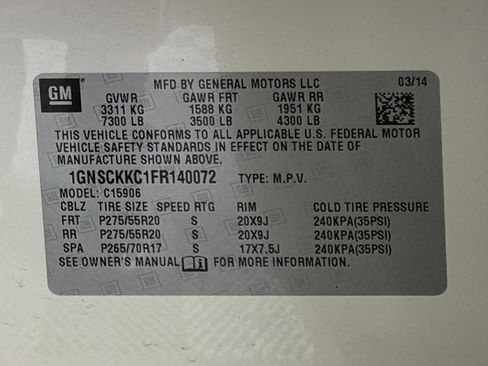 GM
MFD BY GENERAL MOTORS LLC 03/14
GVWR GAWR FRT GAWR RR
3311 KG 1588 KG 1951 KG
7300 LB 3500 LB 4300 LB
THIS VEHICLE CONFORMS TO ALL APPLICABLE U.S. FEDERAL MOTOR
VEHICLE SAFETY STANDARDS IN EFFECT ON THE DATE OF
MANUFACTURE SHOWN ABOVE.
1GNSCKKC1FR140072 TYPE: M.P.V.
MODEL: C15906
CBLZ TIRE SIZE SPEED RTG RIM COLD TIRE PRESSURE
FRT P275/55R20 S 20X9J 240KPA(35PSI)
RR P275/55R20 S 20X9J 240KPA(35PSI)
SPA P265/70R17 S 17X7.5J 240KPA(35PSI)
SEE OWNER'S MANUAL FOR MORE INFORMATION.